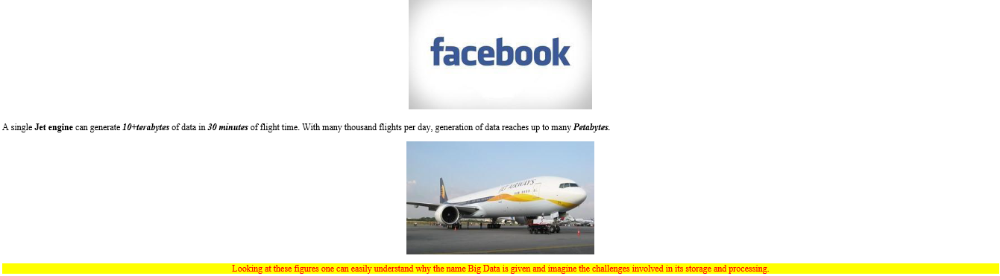 facebook
A single Jet engine can generate 10+terabytes of data in 30 minutes of flight time. With many thousand flights per day, generation of data reaches up to many Petabytes.
JET AIRWAYS
Looking at these figures one can easily understand why the name Big Data is given and imagine the challenges involved in its storage and processing.